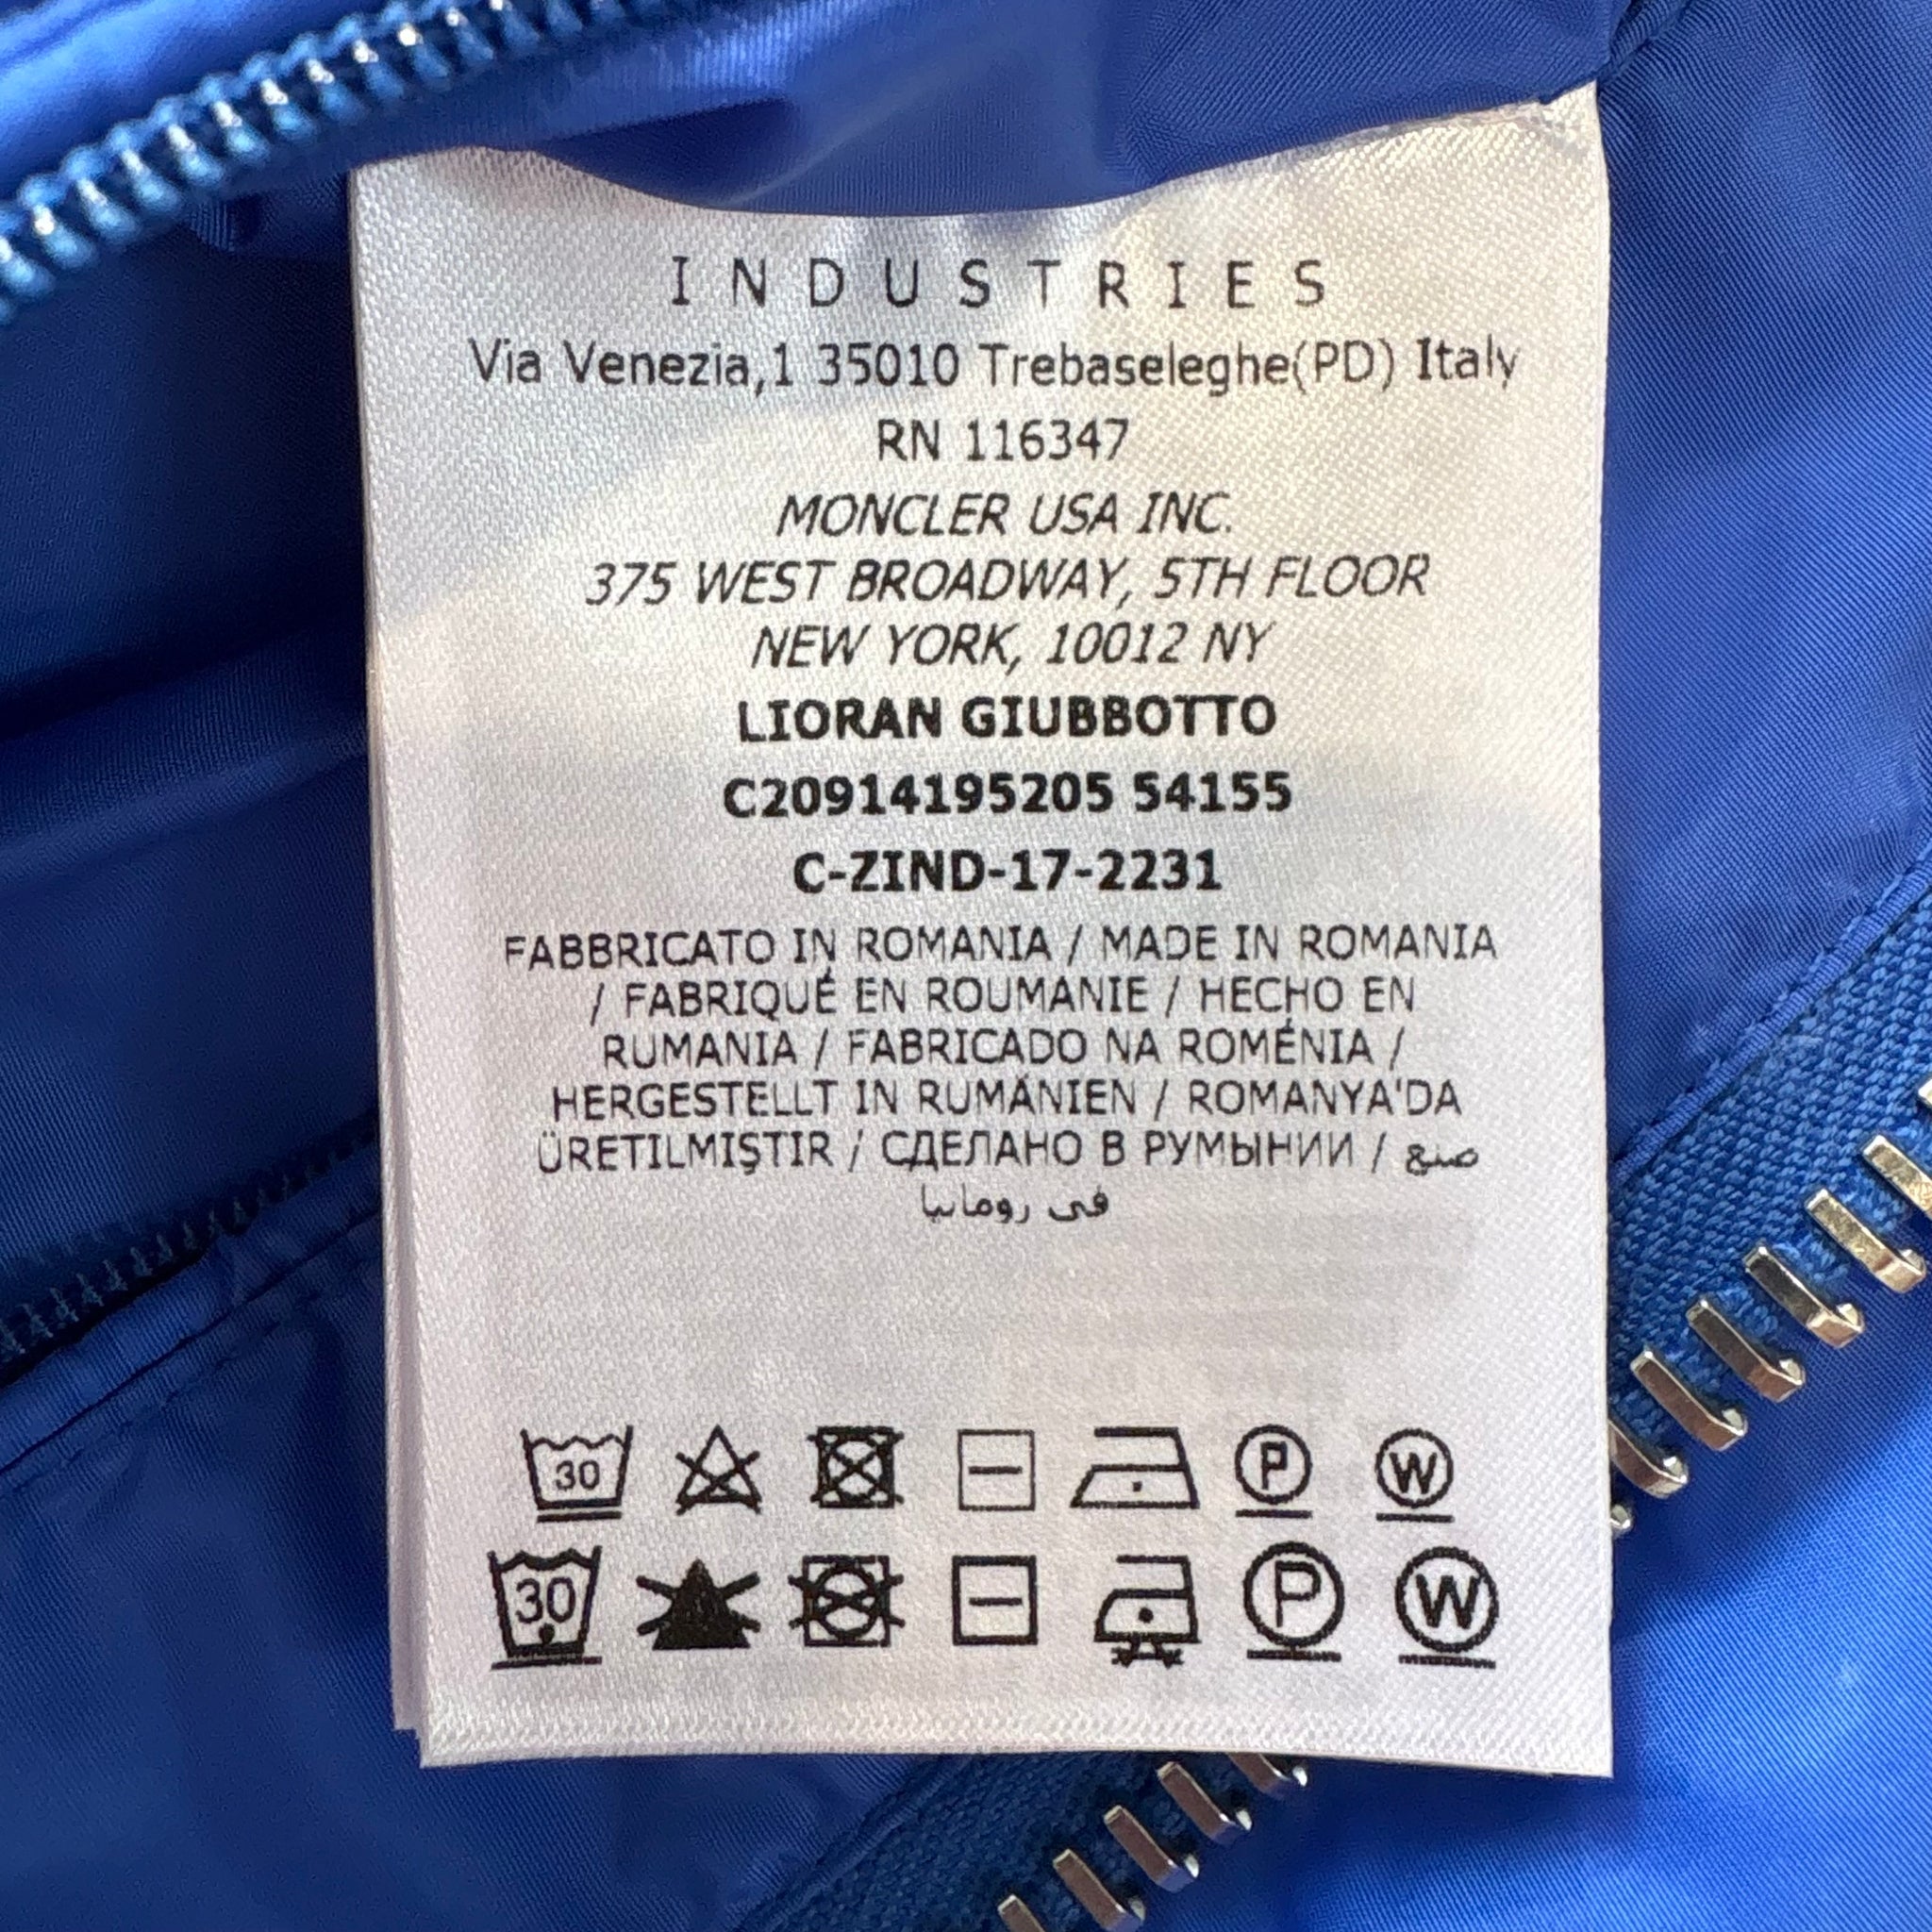 INDUSTRIES
Via Venezia,1 35010 Trebaseleghe(PD) Italy
RN 116347
MONCLER USA INC.
375 WEST BROADWAY, 5TH FLOOR
NEW YORK, 10012 NY
LIORAN GIUBBOTTO
C20914195205 54155
C-ZIND-17-2231
FABBRICATO IN ROMANIA / MADE IN ROMANIA
/ FABRIQUÉ EN ROUMANIE / HECHO EN
RUMANIA / FABRICADO NA ROMÉNIA /
HERGESTELLT IN RUMÄNIEN / ROMANYA'DA
ÜRETILMIŞTIR / СДЕЛАНО В РУМЫНИИ / صنع
فى رومانيا
30 P W
30 P W